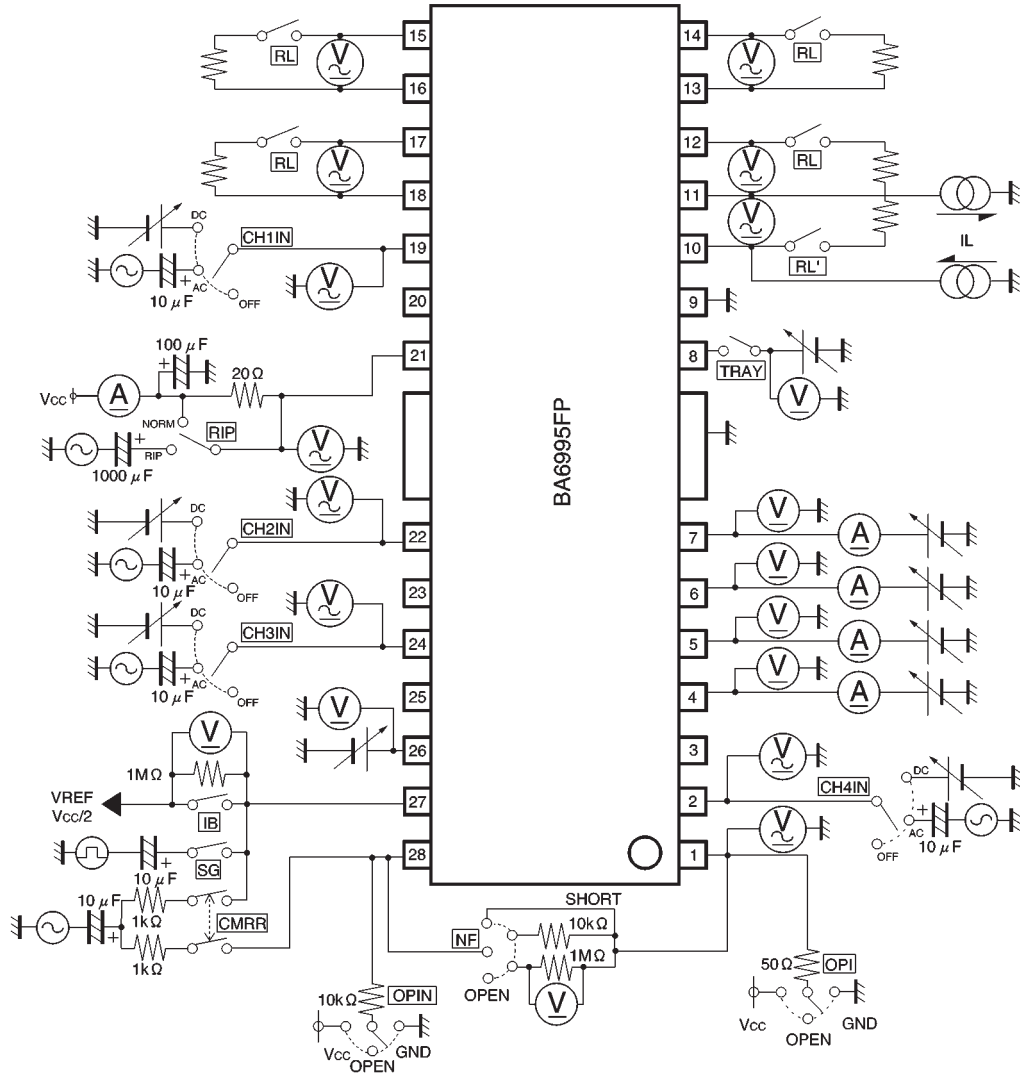 15
V
RL
16
17
V
RL
18
DC
CH1IN
19
V
10 μF
+
AC
OFF
20
100 μF
+
20Ω
21
Vcc
A
NORM
RIP
+
RIP
1000 μF
V
V
DC
CH2IN
22
10 μF
+
AC
OFF
23
V
DC
CH3IN
24
10 μF
+
AC
OFF
25
V
26
V
1MΩ
VREF
Vcc/2
IB
27
SG
10 μF
+
28
10 μF
+
1kΩ
CMRR
1kΩ
BA6995FP
14
V
RL
13
12
V
RL
11
V
IL
10
RL'
9
8
TRAY
V
7
V
A
6
V
A
5
V
A
4
V
A
3
V
2
CH4IN
DC
+
AC
OFF
10 μF
V
1
SHORT
NF
10kΩ
1MΩ
OPEN
V
10kΩ
OPIN
Vcc
OPEN
GND
50Ω
OPI
Vcc
OPEN
GND